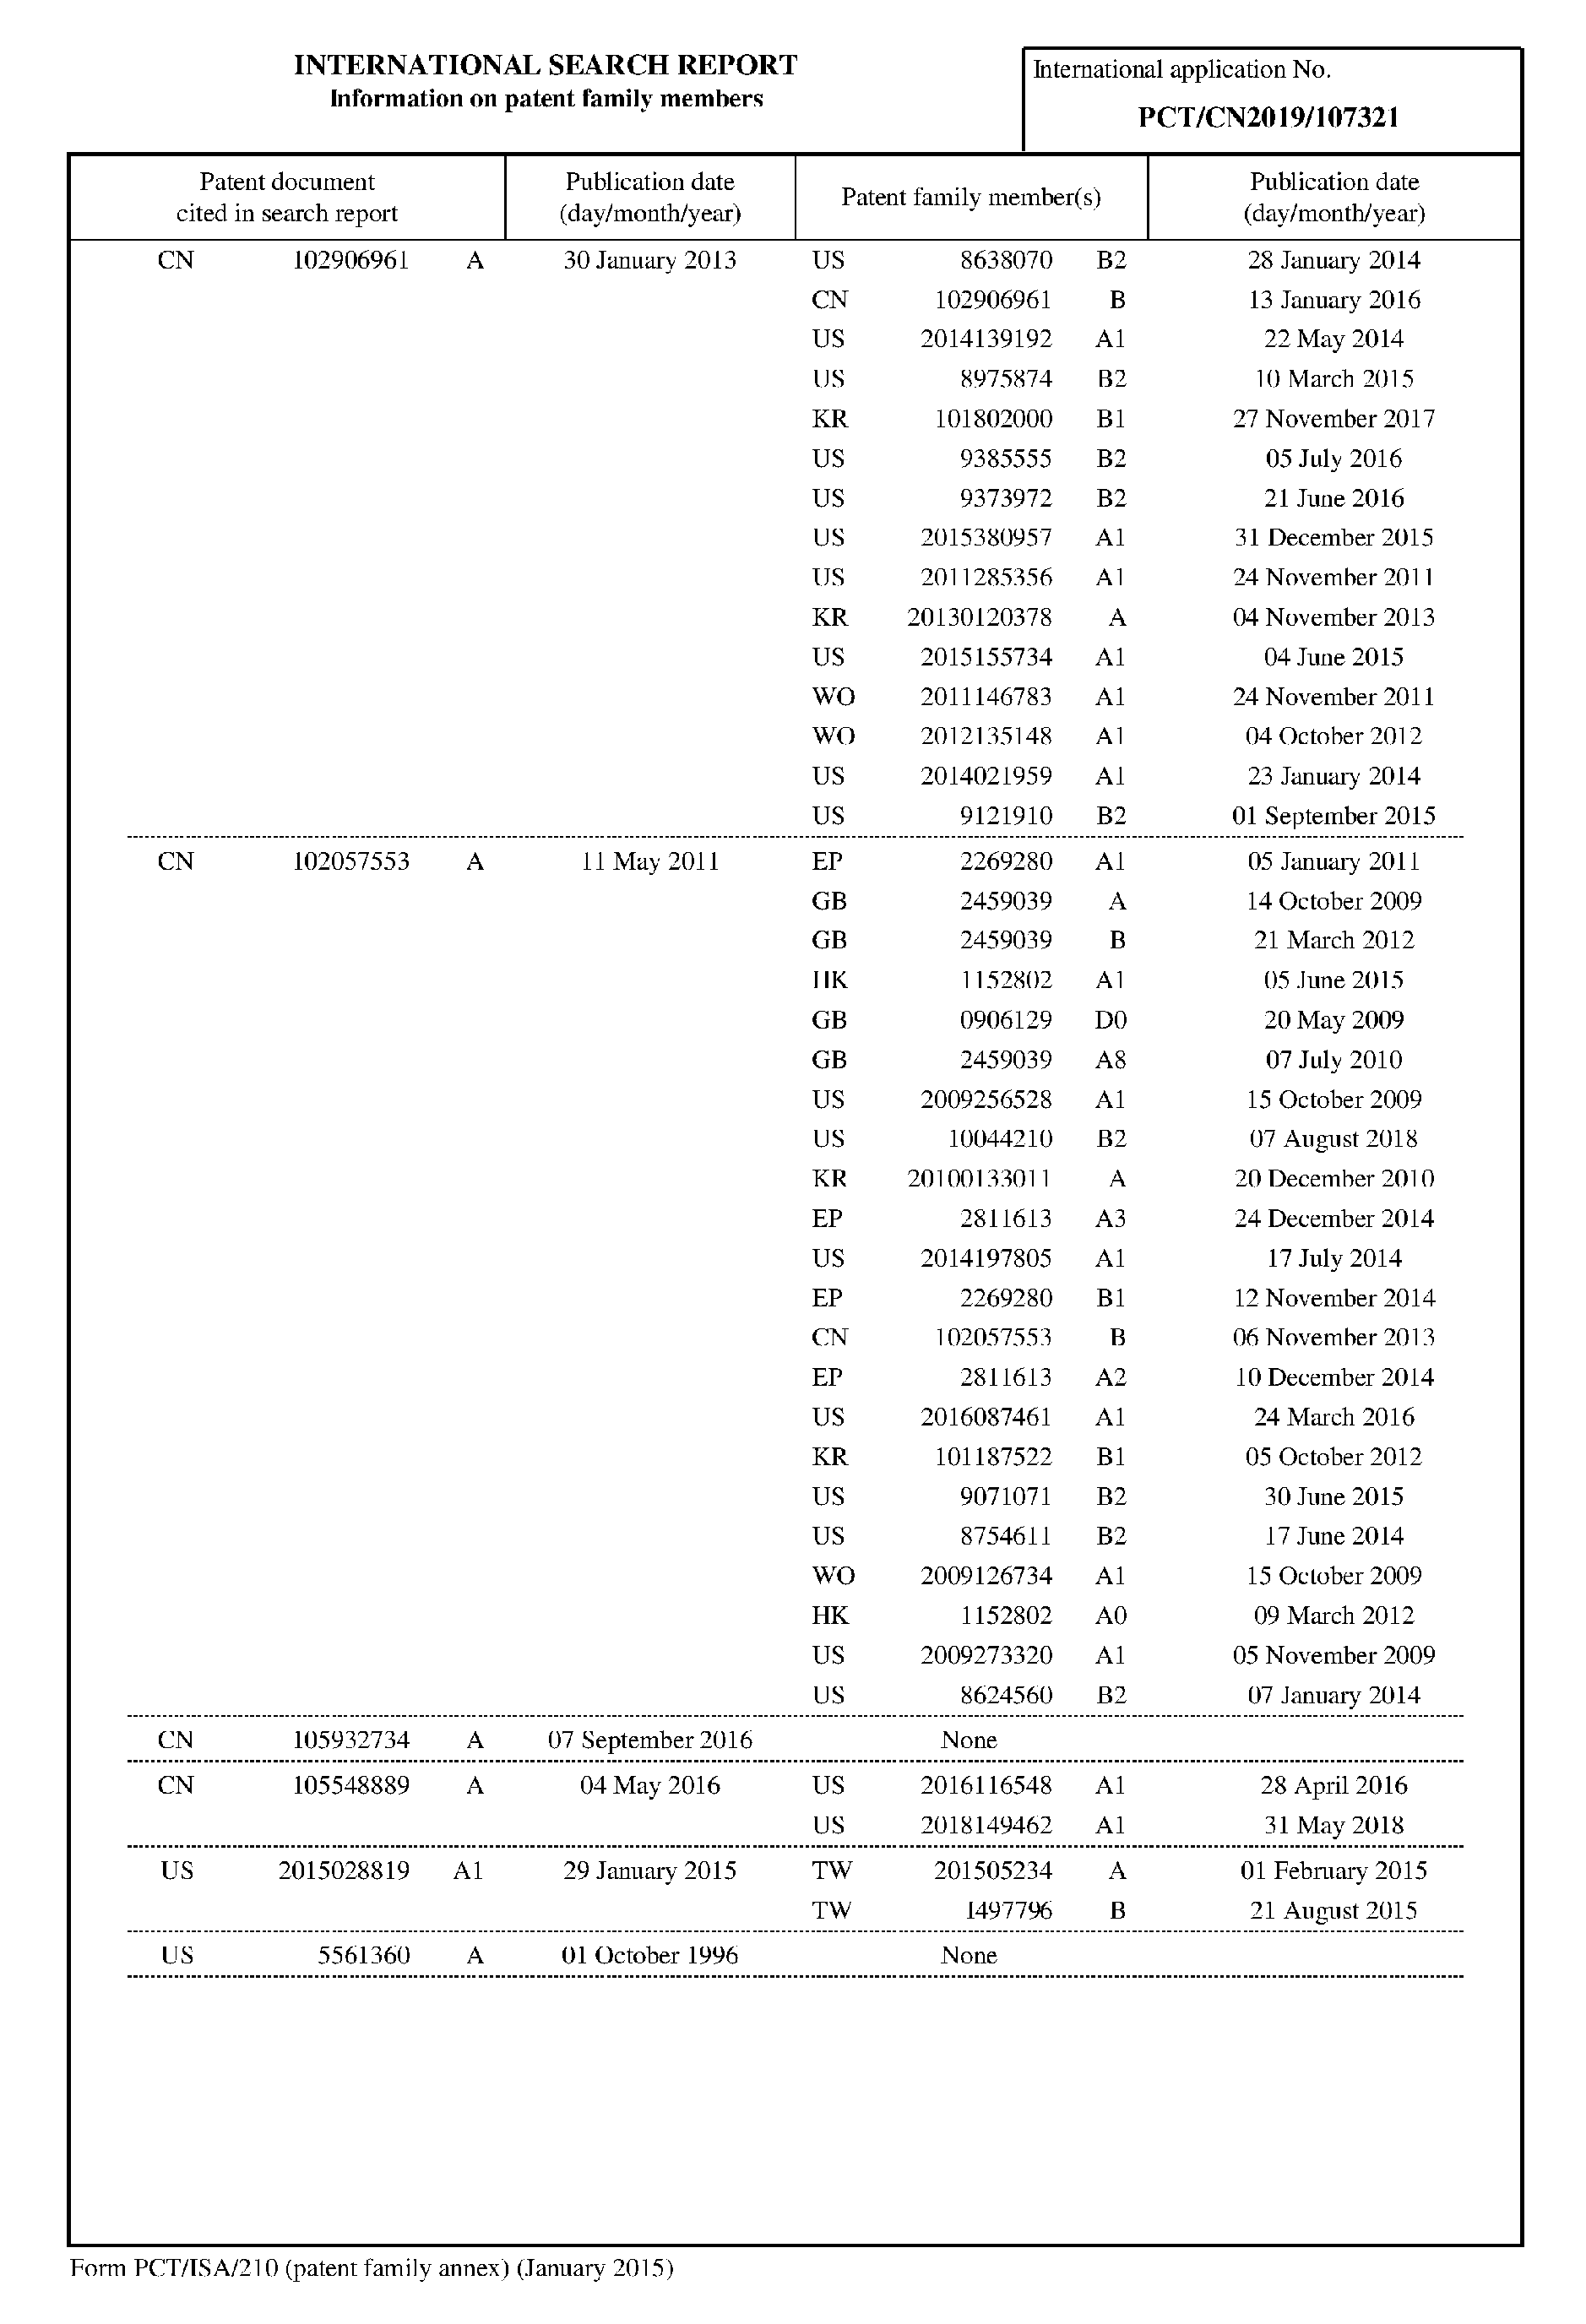 INTERNATIONAL SEARCH REPORT
Information on patent family members
International application No.
PCT/CN2019/107321
Patent document cited in search report
Publication date (day/month/year)
Patent family member(s)
Publication date (day/month/year)
CN 102906961 A 30 January 2013 US 8638070 B2 28 January 2014
CN 102906961 B 13 January 2016
US 2014139192 A1 22 May 2014
US 8975874 B2 10 March 2015
KR 101802000 B1 27 November 2017
US 9385555 B2 05 July 2016
US 9373972 B2 21 June 2016
US 2015380957 A1 31 December 2015
US 2011285356 A1 24 November 2011
KR 20130120378 A 04 November 2013
US 2015155734 A1 04 June 2015
WO 2011146783 A1 24 November 2011
WO 2012135148 A1 04 October 2012
US 2014021959 A1 23 January 2014
US 9121910 B2 01 September 2015
CN 102057553 A 11 May 2011 EP 2269280 A1 05 January 2011
GB 2459039 A 14 October 2009
GB 2459039 B 21 March 2012
HK 1152802 A1 05 June 2015
GB 0906129 D0 20 May 2009
GB 2459039 A8 07 July 2010
US 2009256528 A1 15 October 2009
US 10044210 B2 07 August 2018
KR 20100133011 A 20 December 2010
EP 2811613 A3 24 December 2014
US 2014197805 A1 17 July 2014
EP 2269280 B1 12 November 2014
CN 102057553 B 06 November 2013
EP 2811613 A2 10 December 2014
US 2016087461 A1 24 March 2016
KR 101187522 B1 05 October 2012
US 9071071 B2 30 June 2015
US 8754611 B2 17 June 2014
WO 2009126734 A1 15 October 2009
HK 1152802 A0 09 March 2012
US 2009273320 A1 05 November 2009
US 8624560 B2 07 January 2014
CN 105932734 A 07 September 2016 None
CN 105548889 A 04 May 2016 US 2016116548 A1 28 April 2016
US 2018149462 A1 31 May 2018
US 2015028819 A1 29 January 2015 TW 201505234 A 01 February 2015
TW I497796 B 21 August 2015
US 5561360 A 01 October 1996 None
Form PCT/ISA/210 (patent family annex) (January 2015)